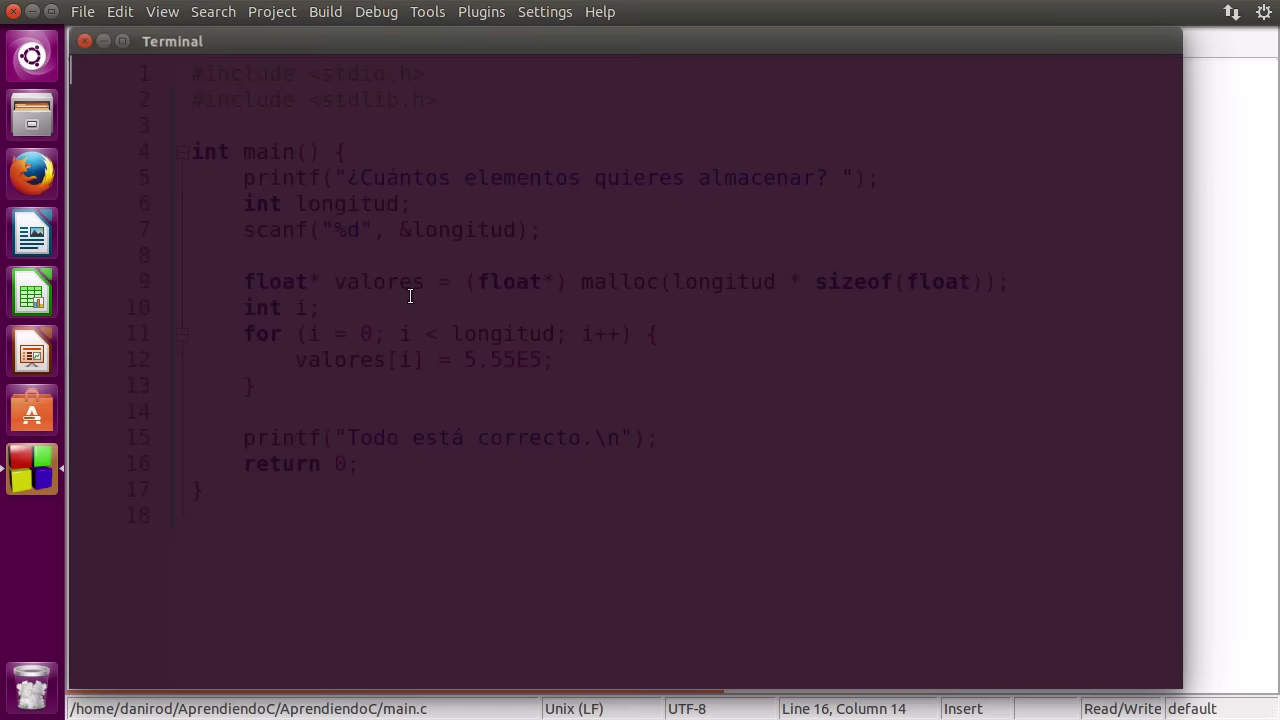 File Edit View Search Project Build Debug Tools Plugins Settings Help
Terminal
1 #include <stdio.h>
2 #include <stdlib.h>
3
4 int main() {
5 printf("¿Cuántos elementos quieres almacenar? ");
6 int longitud;
7 scanf("%d", &longitud);
8
9 float* valores = (float*) malloc(longitud * sizeof(float));
10 int i;
11 for (i = 0; i < longitud; i++) {
12 valores[i] = 5.55E5;
13 }
14
15 printf("Todo está correcto.\n");
16 return 0;
17 }
18
/home/danirod/AprendiendoC/AprendiendoC/main.c Unix (LF) UTF-8 Line 16, Column 14 Insert Read/Write default